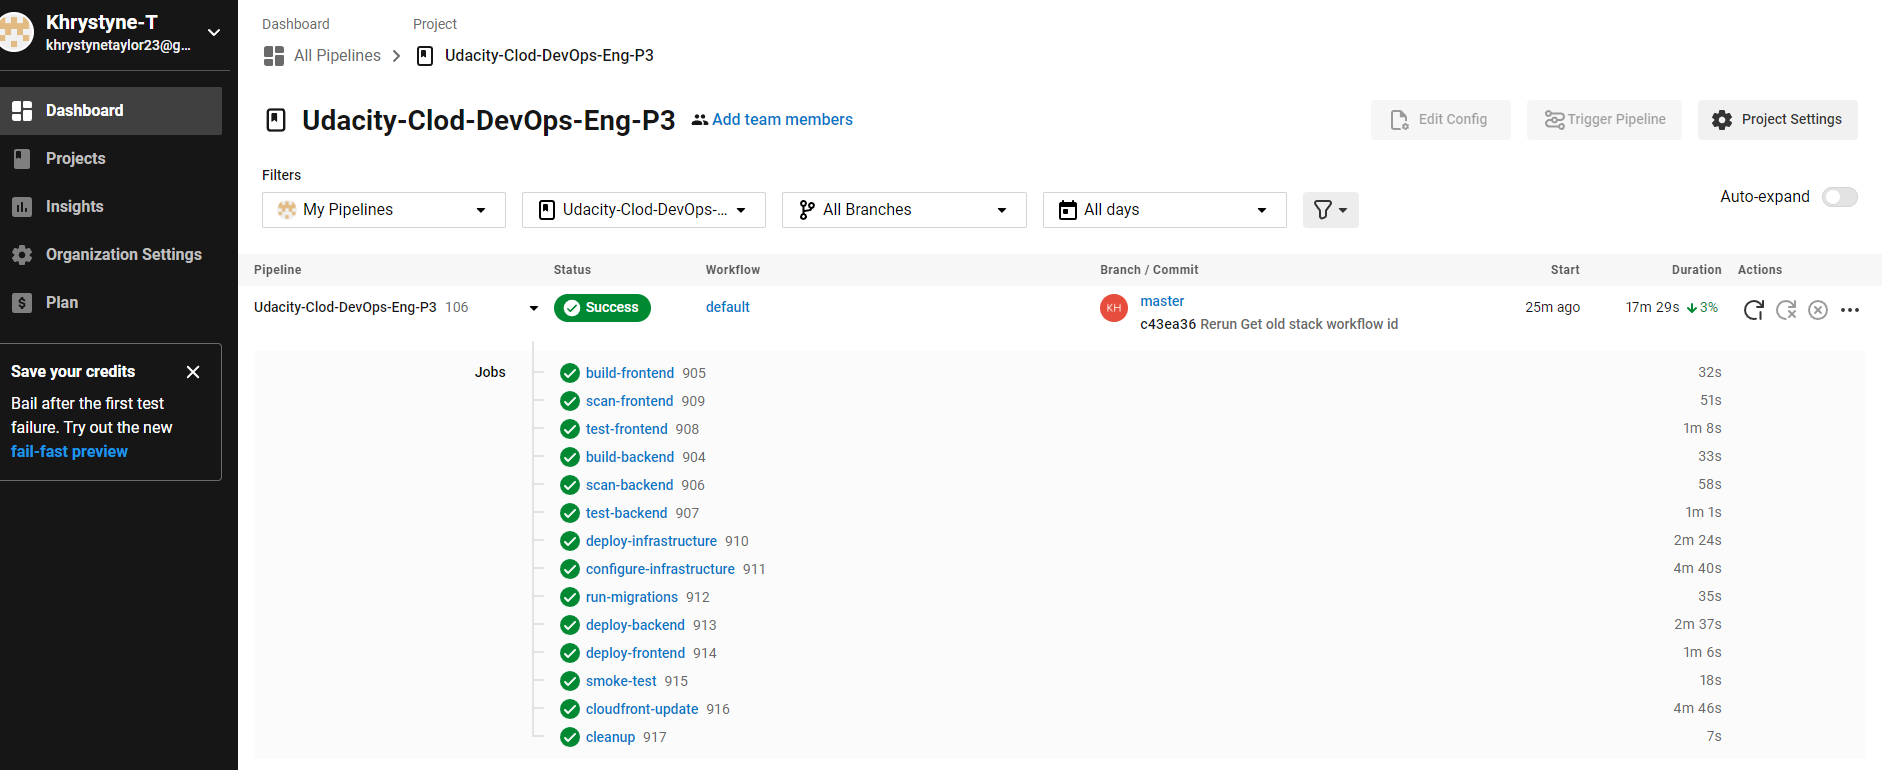 Khrystyne-T
khrystynetaylor23@g...
Dashboard
Projects
Insights
Organization Settings
Plan
Save your credits
Bail after the first test
failure. Try out the new
fail-fast preview
Dashboard Project
All Pipelines Udacity-Clod-DevOps-Eng-P3
Udacity-Clod-DevOps-Eng-P3 Add team members Edit Config Trigger Pipeline Project Settings
Filters
My Pipelines Udacity-Clod-DevOps-... All Branches All days Auto-expand
Pipeline Status Workflow Branch / Commit Start Duration Actions
Udacity-Clod-DevOps-Eng-P3 106 Success default KH master 25m ago 17m 29s 3%
c43ea36 Rerun Get old stack workflow id
Jobs build-frontend 905 32s
scan-frontend 909 51s
test-frontend 908 1m 8s
build-backend 904 33s
scan-backend 906 58s
test-backend 907 1m 1s
deploy-infrastructure 910 2m 24s
configure-infrastructure 911 4m 40s
run-migrations 912 35s
deploy-backend 913 2m 37s
deploy-frontend 914 1m 6s
smoke-test 915 18s
cloudfront-update 916 4m 46s
cleanup 917 7s